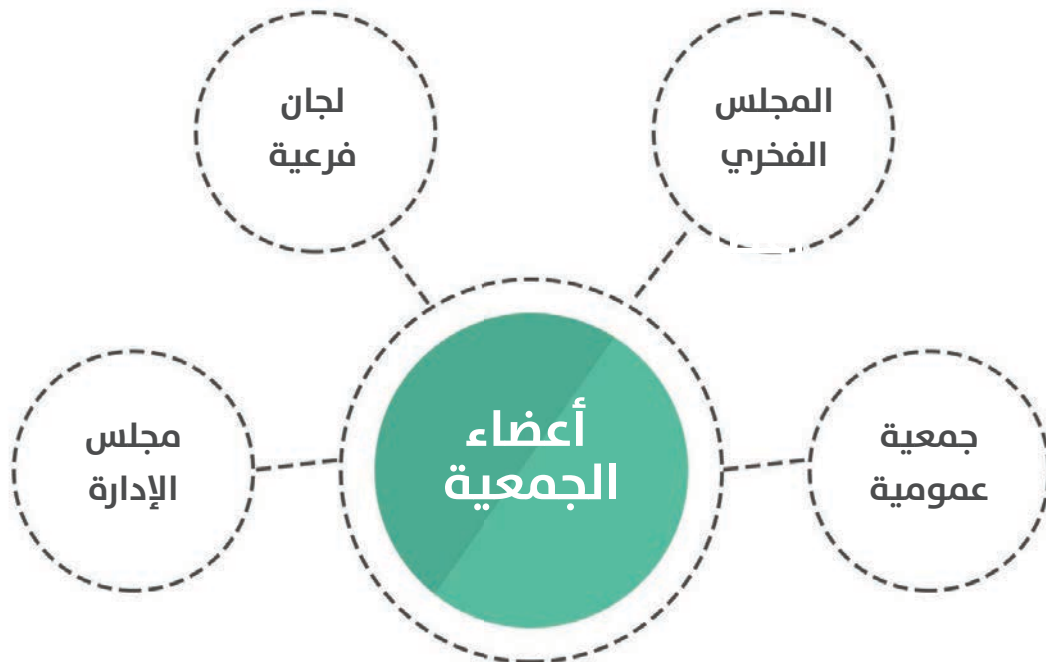 المجلس
الفخري
لجان
فرعية
جمعية
عمومية
أعضاء
الجمعية
مجلس
الإدارة